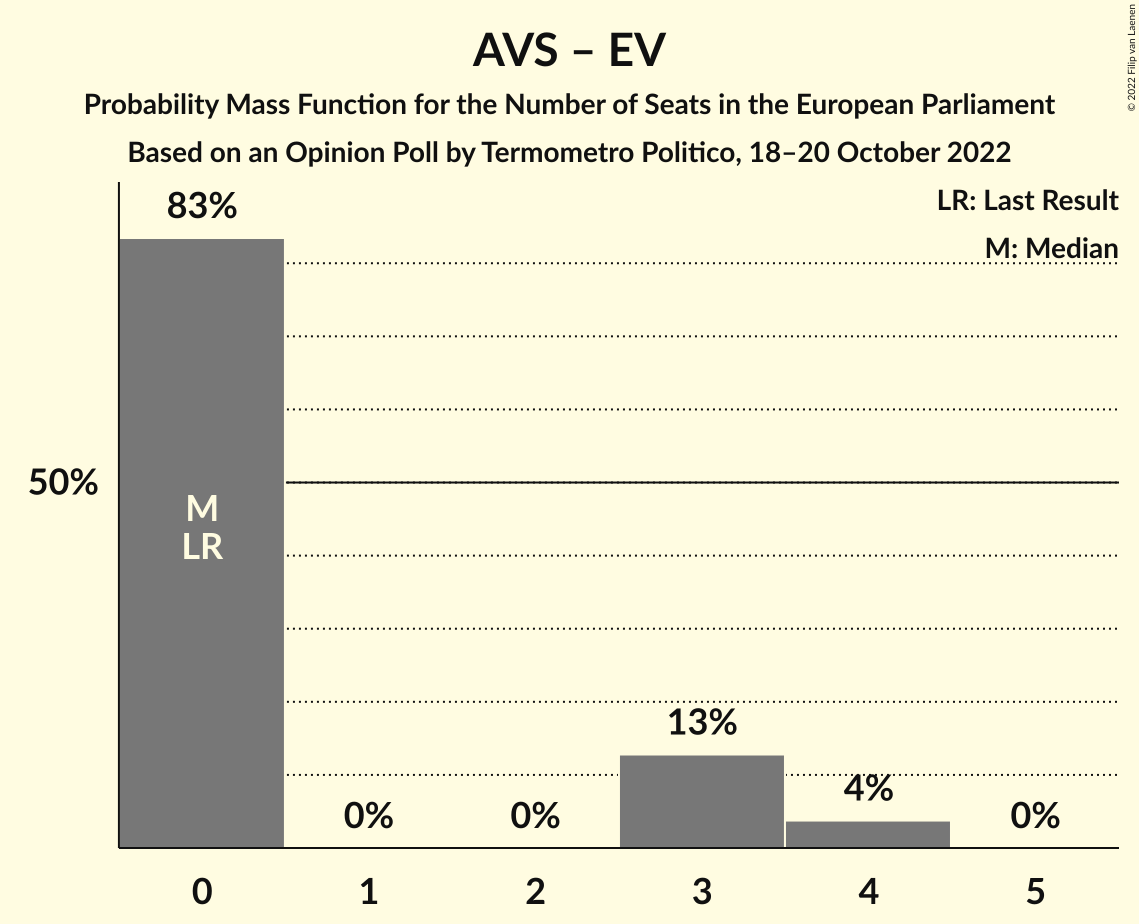 AVS – EV
Probability Mass Function for the Number of Seats in the European Parliament
Based on an Opinion Poll by Termometro Politico, 18–20 October 2022
© 2022 Filip van Laenen
LR: Last Result
M: Median
83%
50%
M
LR
0%
0%
13%
4%
0%
0
1
2
3
4
5